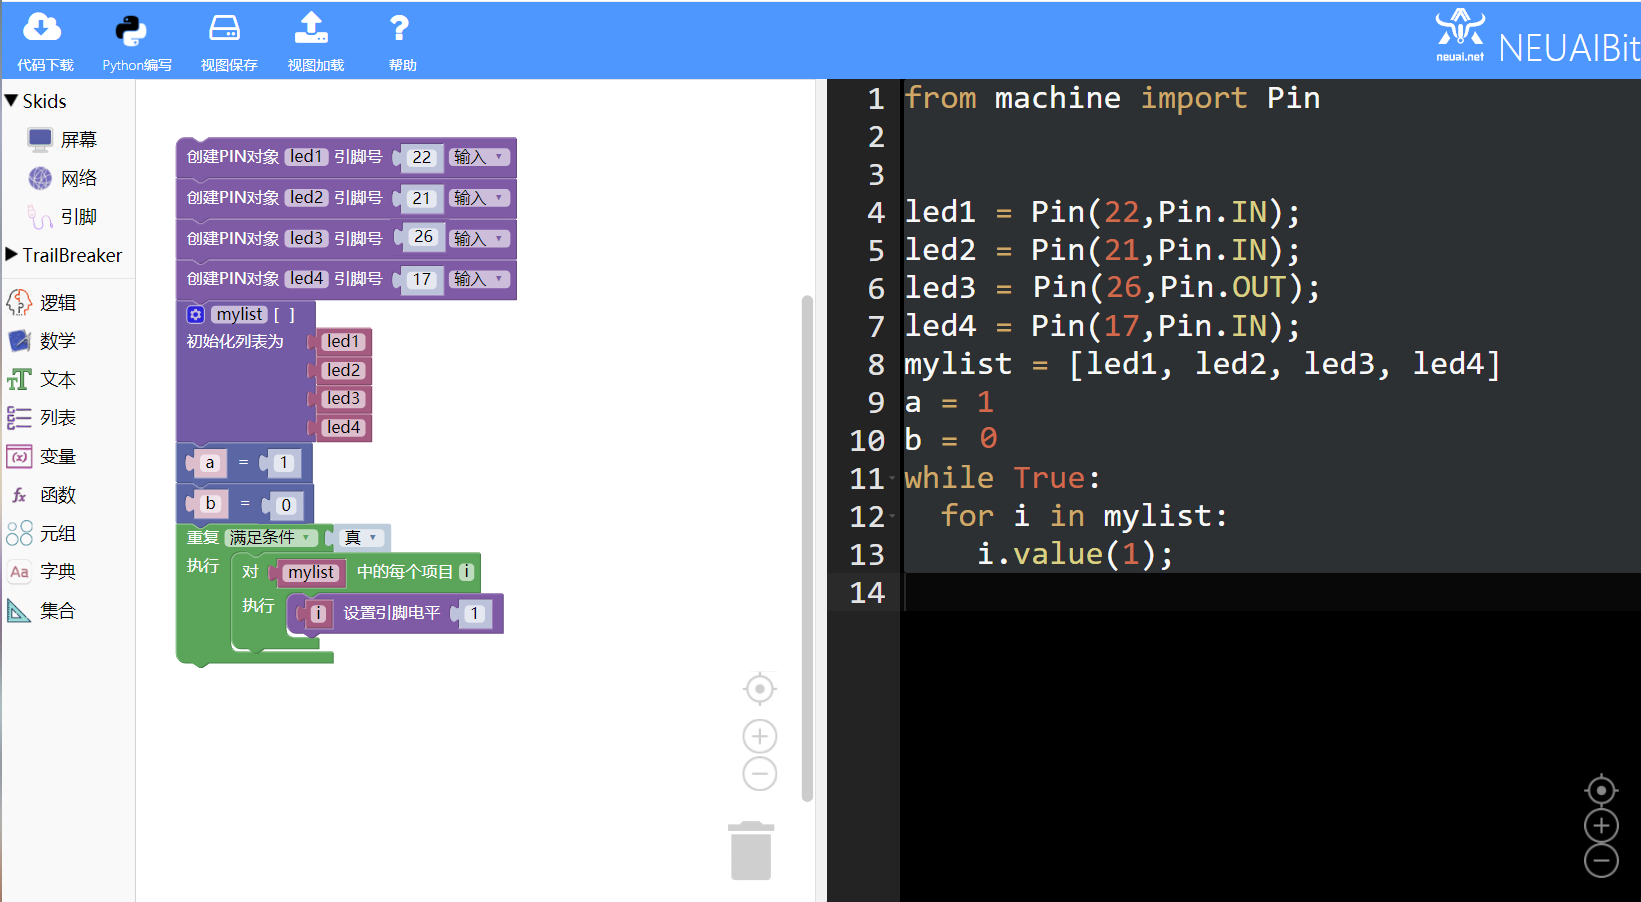 代码下载
Python编写
视图保存
视图加载
?
帮助
neuai.net
NEUAIBit
Skids
屏幕
网络
引脚
TrailBreaker
逻辑
数学
文本
列表
变量
函数
元组
字典
集合
创建PIN对象 led1 引脚号 22 输入
创建PIN对象 led2 引脚号 21 输入
创建PIN对象 led3 引脚号 26 输入
创建PIN对象 led4 引脚号 17 输入
mylist [ ]
初始化列表为 led1
led2
led3
led4
a = 1
b = 0
重复 满足条件 真
执行 对 mylist 中的每个项目 i
执行 i 设置引脚电平 1
1 from machine import Pin
2
3
4 led1 = Pin(22,Pin.IN);
5 led2 = Pin(21,Pin.IN);
6 led3 = Pin(26,Pin.OUT);
7 led4 = Pin(17,Pin.IN);
8 mylist = [led1, led2, led3, led4]
9 a = 1
10 b = 0
11 while True:
12 for i in mylist:
13 i.value(1);
14